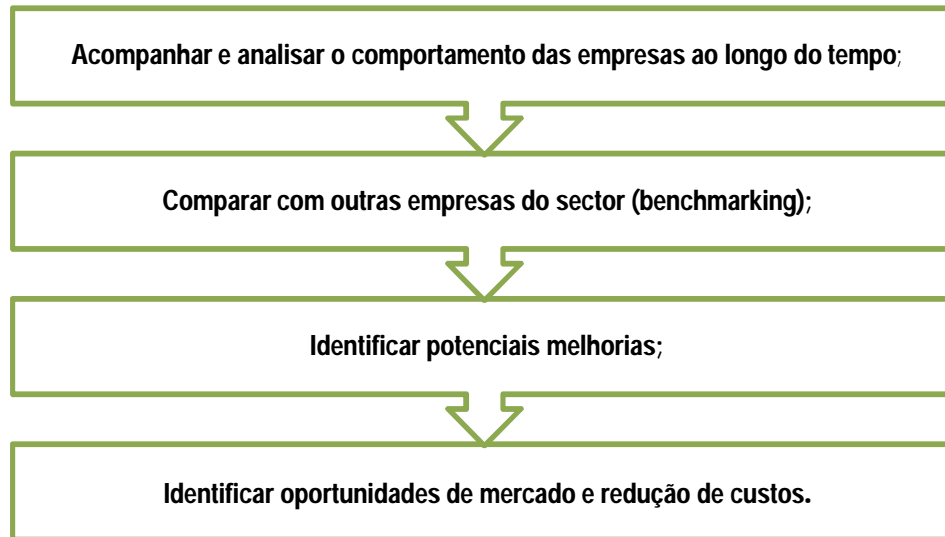 Acompanhar e analisar o comportamento das empresas ao longo do tempo;
Comparar com outras empresas do sector (benchmarking);
Identificar potenciais melhorias;
Identificar oportunidades de mercado e redução de custos.